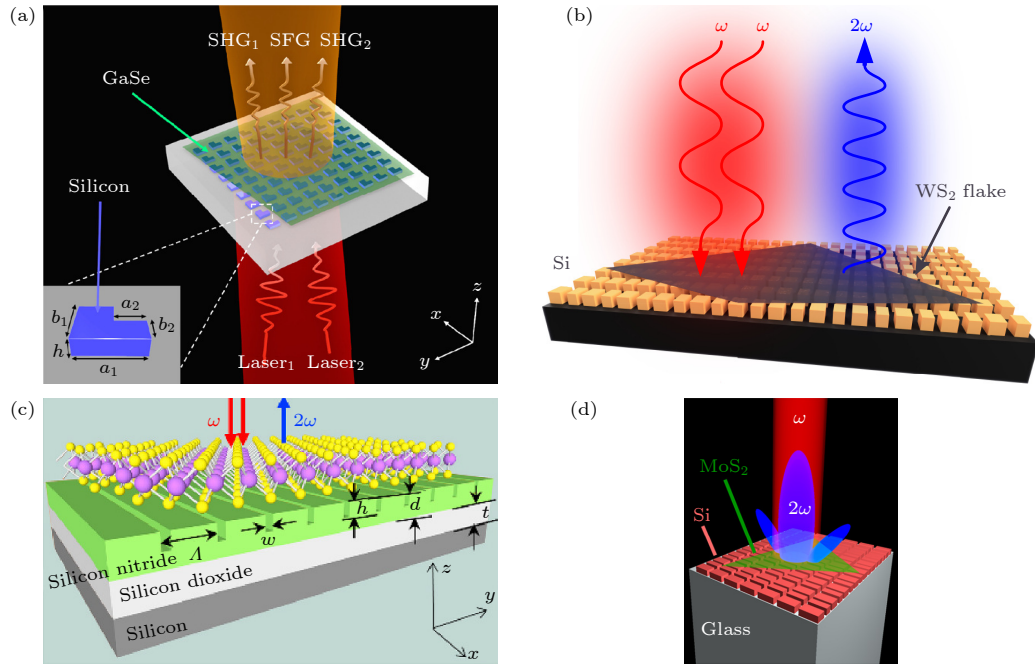 (a)
SHG₁ SFG SHG₂
GaSe
Silicon
a₂
b₁
b₂
h
a₁
Laser₁ Laser₂
z
x
y
(b)
ω ω 2ω
WS₂ flake
Si
(c)
ω 2ω
h d t
Λ w
Silicon nitride
Silicon dioxide
Silicon
z
y
x
(d)
ω
MoS₂
2ω
Si
Glass